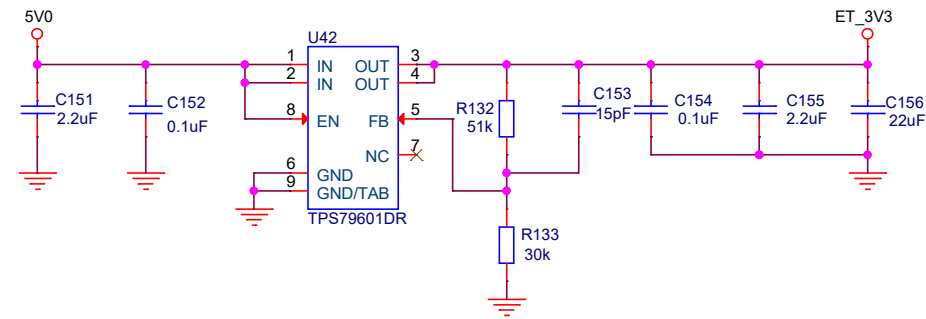 5V0
ET_3V3
U42
1
IN
OUT
3
2
IN
OUT
4
8
EN
FB
5
NC
7
6
GND
9
GND/TAB
TPS79601DR
C151
2.2uF
C152
0.1uF
R132
51k
C153
15pF
C154
0.1uF
C155
2.2uF
C156
22uF
R133
30k